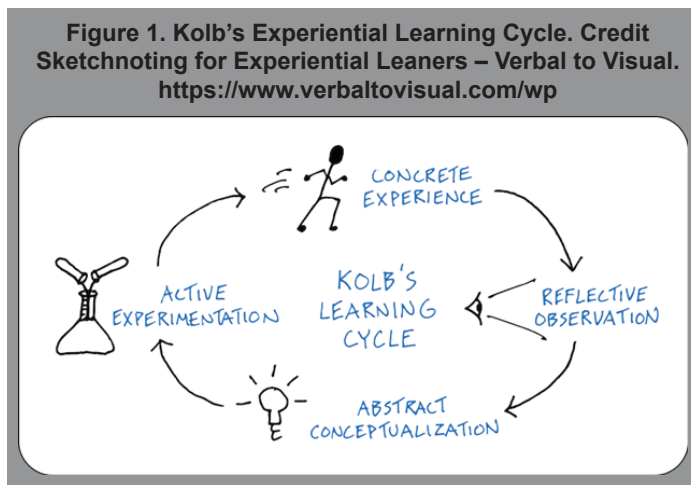 Figure 1. Kolb's Experiential Learning Cycle. Credit
Sketchnoting for Experiential Leaners – Verbal to Visual.
https://www.verbaltovisual.com/wp
CONCRETE
EXPERIENCE
REFLECTIVE
OBSERVATION
ABSTRACT
CONCEPTUALIZATION
ACTIVE
EXPERIMENTATION
KOLB'S
LEARNING
CYCLE